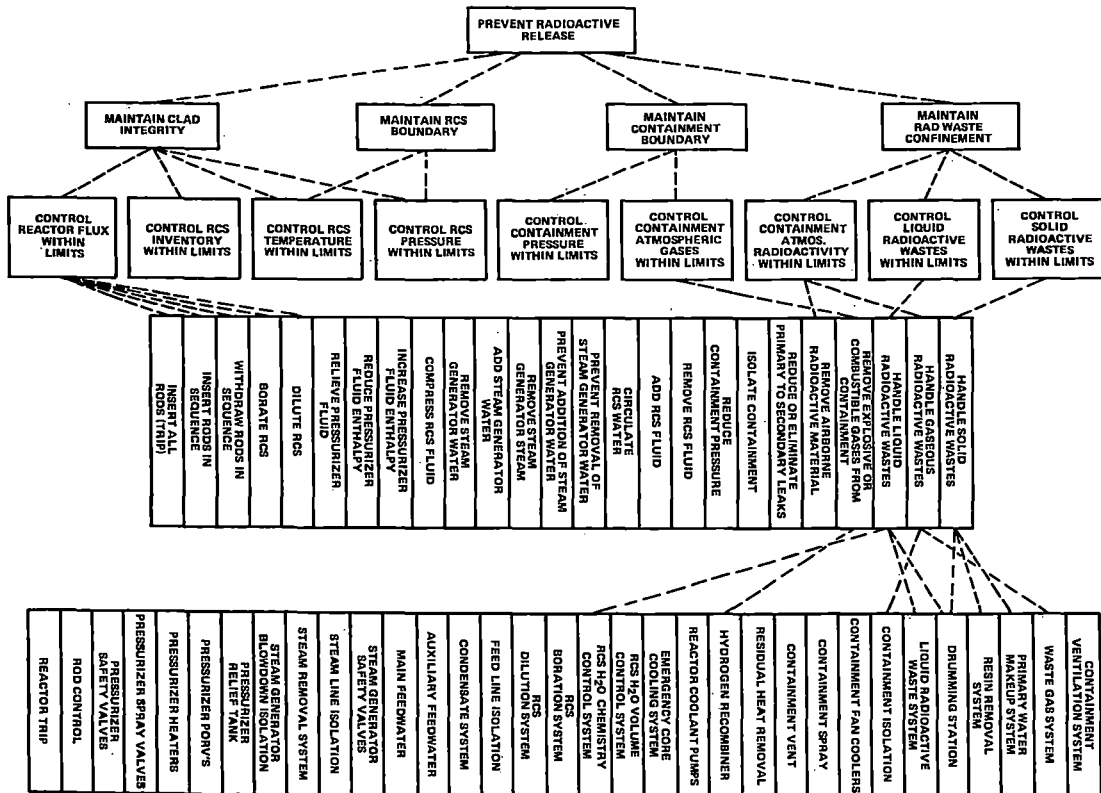 PREVENT RADIOACTIVE
RELEASE
MAINTAIN CLAD
INTEGRITY
MAINTAIN RCS
BOUNDARY
MAINTAIN
CONTAINMENT
BOUNDARY
MAINTAIN
RAD WASTE
CONFINEMENT
CONTROL
REACTOR FLUX
WITHIN
LIMITS
CONTROL RCS
INVENTORY WITHIN
LIMITS
CONTROL RCS
TEMPERATURE
WITHIN LIMITS
CONTROL RCS
PRESSURE
WITHIN LIMITS
CONTROL
CONTAINMENT
PRESSURE
WITHIN LIMITS
CONTROL
CONTAINMENT
ATMOSPHERIC
GASES
WITHIN LIMITS
CONTROL
CONTAINMENT
ATMOS.
RADIOACTIVITY
WITHIN LIMITS
CONTROL
LIQUID
RADIOACTIVE
WASTES
WITHIN LIMITS
CONTROL
SOLID
RADIOACTIVE
WASTES
WITHIN LIMITS
INSERT ALL
RODS (TRIP)
INSERT RODS IN
SEQUENCE
WITHDRAW RODS IN
SEQUENCE
BORATE RCS
DILUTE RCS
RELIEVE PRESSURIZER
FLUID
REDUCE PRESSURIZER
FLUID ENTHALPY
INCREASE PRESSURIZER
FLUID ENTHALPY
COMPRESS RCS FLUID
REMOVE STEAM
GENERATOR WATER
ADD STEAM GENERATOR
WATER
REMOVE STEAM
GENERATOR STEAM
PREVENT ADDITION OF STEAM
GENERATOR WATER
PREVENT REMOVAL OF
STEAM GENERATOR WATER
CIRCULATE
RCS WATER
ADD RCS FLUID
REMOVE RCS FLUID
REDUCE
CONTAINMENT PRESSURE
ISOLATE CONTAINMENT
REDUCE OR ELIMINATE
PRIMARY TO SECONDARY LEAKS
REMOVE AIRBORNE
RADIOACTIVE MATERIAL
REMOVE EXPLOSIVE OR
COMBUSTIBLE GASES FROM
CONTAINMENT
HANDLE LIQUID
RADIOACTIVE WASTES
HANDLE GASEOUS
RADIOACTIVE WASTES
HANDLE SOLID
RADIOACTIVE WASTES
REACTOR TRIP
ROD CONTROL
PRESSURIZER
SAFETY VALVES
PRESSURIZER SPRAY VALVES
PRESSURIZER HEATERS
PRESSURIZER PORV'S
PRESSURIZER
RELIEF TANK
STEAM GENERATOR
BLOWDOWN ISOLATION
STEAM REMOVAL SYSTEM
STEAM LINE ISOLATION
STEAM GENERATOR
SAFETY VALVES
MAIN FEEDWATER
AUXILIARY FEEDWATER
CONDENSATE SYSTEM
FEED LINE ISOLATION
RCS
DILUTION SYSTEM
RCS
BORATION SYSTEM
RCS H2O CHEMISTRY
CONTROL SYSTEM
RCS H2O VOLUME
CONTROL SYSTEM
EMERGENCY CORE
COOLING SYSTEM
REACTOR COOLANT PUMPS
HYDROGEN RECOMBINER
RESIDUAL HEAT REMOVAL
CONTAINMENT VENT
CONTAINMENT SPRAY
CONTAINMENT FAN COOLERS
CONTAINMENT ISOLATION
LIQUID RADIOACTIVE
WASTE SYSTEM
DRUMMING STATION
RESIN REMOVAL
SYSTEM
PRIMARY WATER
MAKEUP SYSTEM
WASTE GAS SYSTEM
CONTAINMENT
VENTILATION SYSTEM